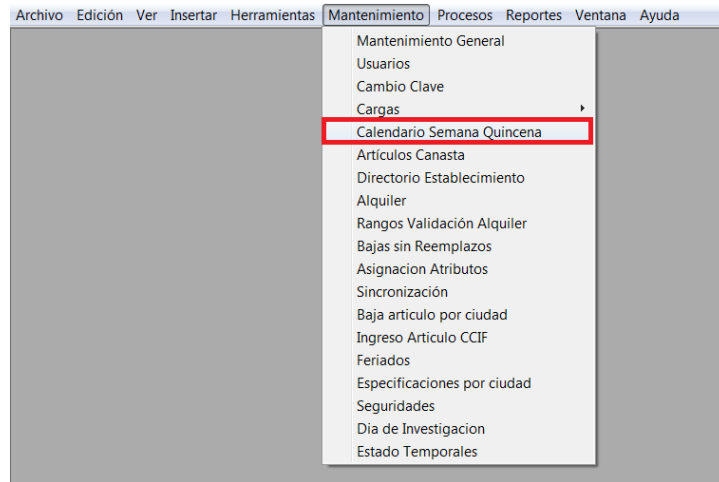 Archivo Edición Ver Insertar Herramientas Mantenimiento Procesos Reportes Ventana Ayuda
Mantenimiento General
Usuarios
Cambio Clave
Cargas
Calendario Semana Quincena
Artículos Canasta
Directorio Establecimiento
Alquiler
Rangos Validación Alquiler
Bajas sin Reemplazos
Asignacion Atributos
Sincronización
Baja articulo por ciudad
Ingreso Articulo CCIF
Feriados
Especificaciones por ciudad
Seguridades
Dia de Investigacion
Estado Temporales